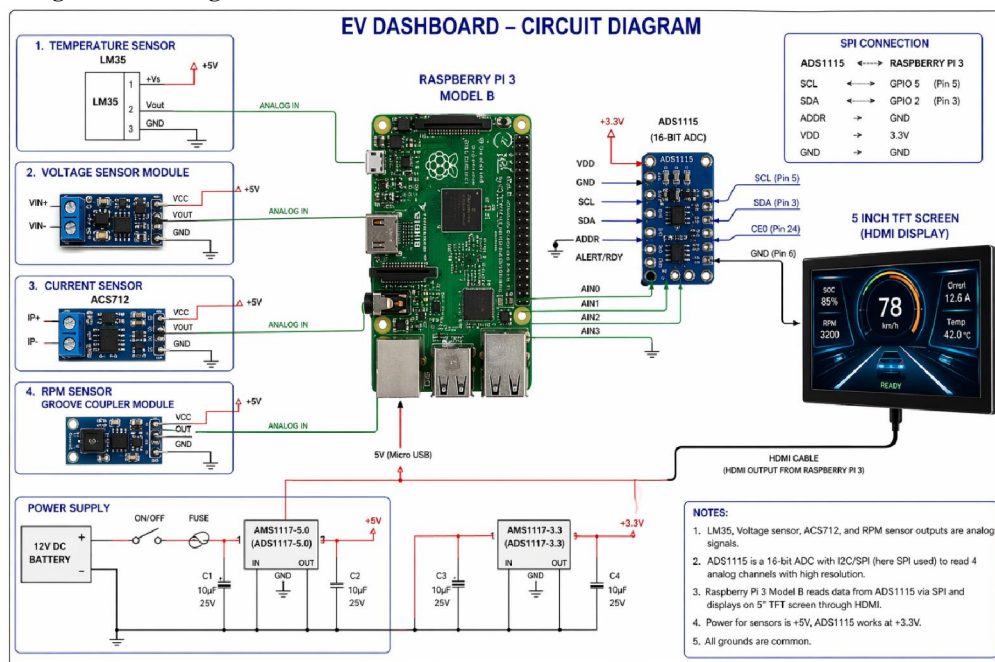 EV DASHBOARD – CIRCUIT DIAGRAM
1. TEMPERATURE SENSOR
LM35
LM35
1
+Vs
+5V
2
Vout
3
GND
ANALOG IN
2. VOLTAGE SENSOR MODULE
VIN+
VIN-
VCC
+5V
VOUT
GND
ANALOG IN
3. CURRENT SENSOR
ACS712
IP+
IP-
VCC
+5V
VOUT
GND
ANALOG IN
4. RPM SENSOR
GROOVE COUPLER MODULE
VCC
+5V
OUT
GND
ANALOG IN
RASPBERRY PI 3
MODEL B
5V (Micro USB)
+3.3V
ADS1115
(16-BIT ADC)
ADS1115
VDD
GND
SCL
SDA
ADDR
ALERT/RDY
SCL (Pin 5)
SDA (Pin 3)
CE0 (Pin 24)
GND (Pin 6)
AIN0
AIN1
AIN2
AIN3
SPI CONNECTION
ADS1115 <----> RASPBERRY PI 3
SCL ↔ GPIO 5 (Pin 5)
SDA ↔ GPIO 2 (Pin 3)
ADDR → GND
VDD → 3.3V
GND → GND
5 INCH TFT SCREEN
(HDMI DISPLAY)
SOC
85%
RPM
3200
78
km/h
12.6 A
Temp
42.0 °C
READY
HDMI CABLE
(HDMI OUTPUT FROM RASPBERRY PI 3)
POWER SUPPLY
12V DC
BATTERY
+
–
ON/OFF
FUSE
C1
10µF
25V
AMS1117-5.0
(ADS1117-5.0)
IN
GND
OUT
+5V
C2
10µF
25V
C3
10µF
25V
AMS1117-3.3
(ADS1117-3.3)
IN
GND
OUT
+3.3V
C4
10µF
25V
NOTES:
1. LM35, Voltage sensor, ACS712, and RPM sensor outputs are analog
signals.
2. ADS1115 is a 16-bit ADC with I2C/SPI (here SPI used) to read 4
analog channels with high resolution.
3. Raspberry Pi 3 Model B reads data from ADS1115 via SPI and
displays on 5" TFT screen through HDMI.
4. Power for sensors is +5V, ADS1115 works at +3.3V.
5. All grounds are common.